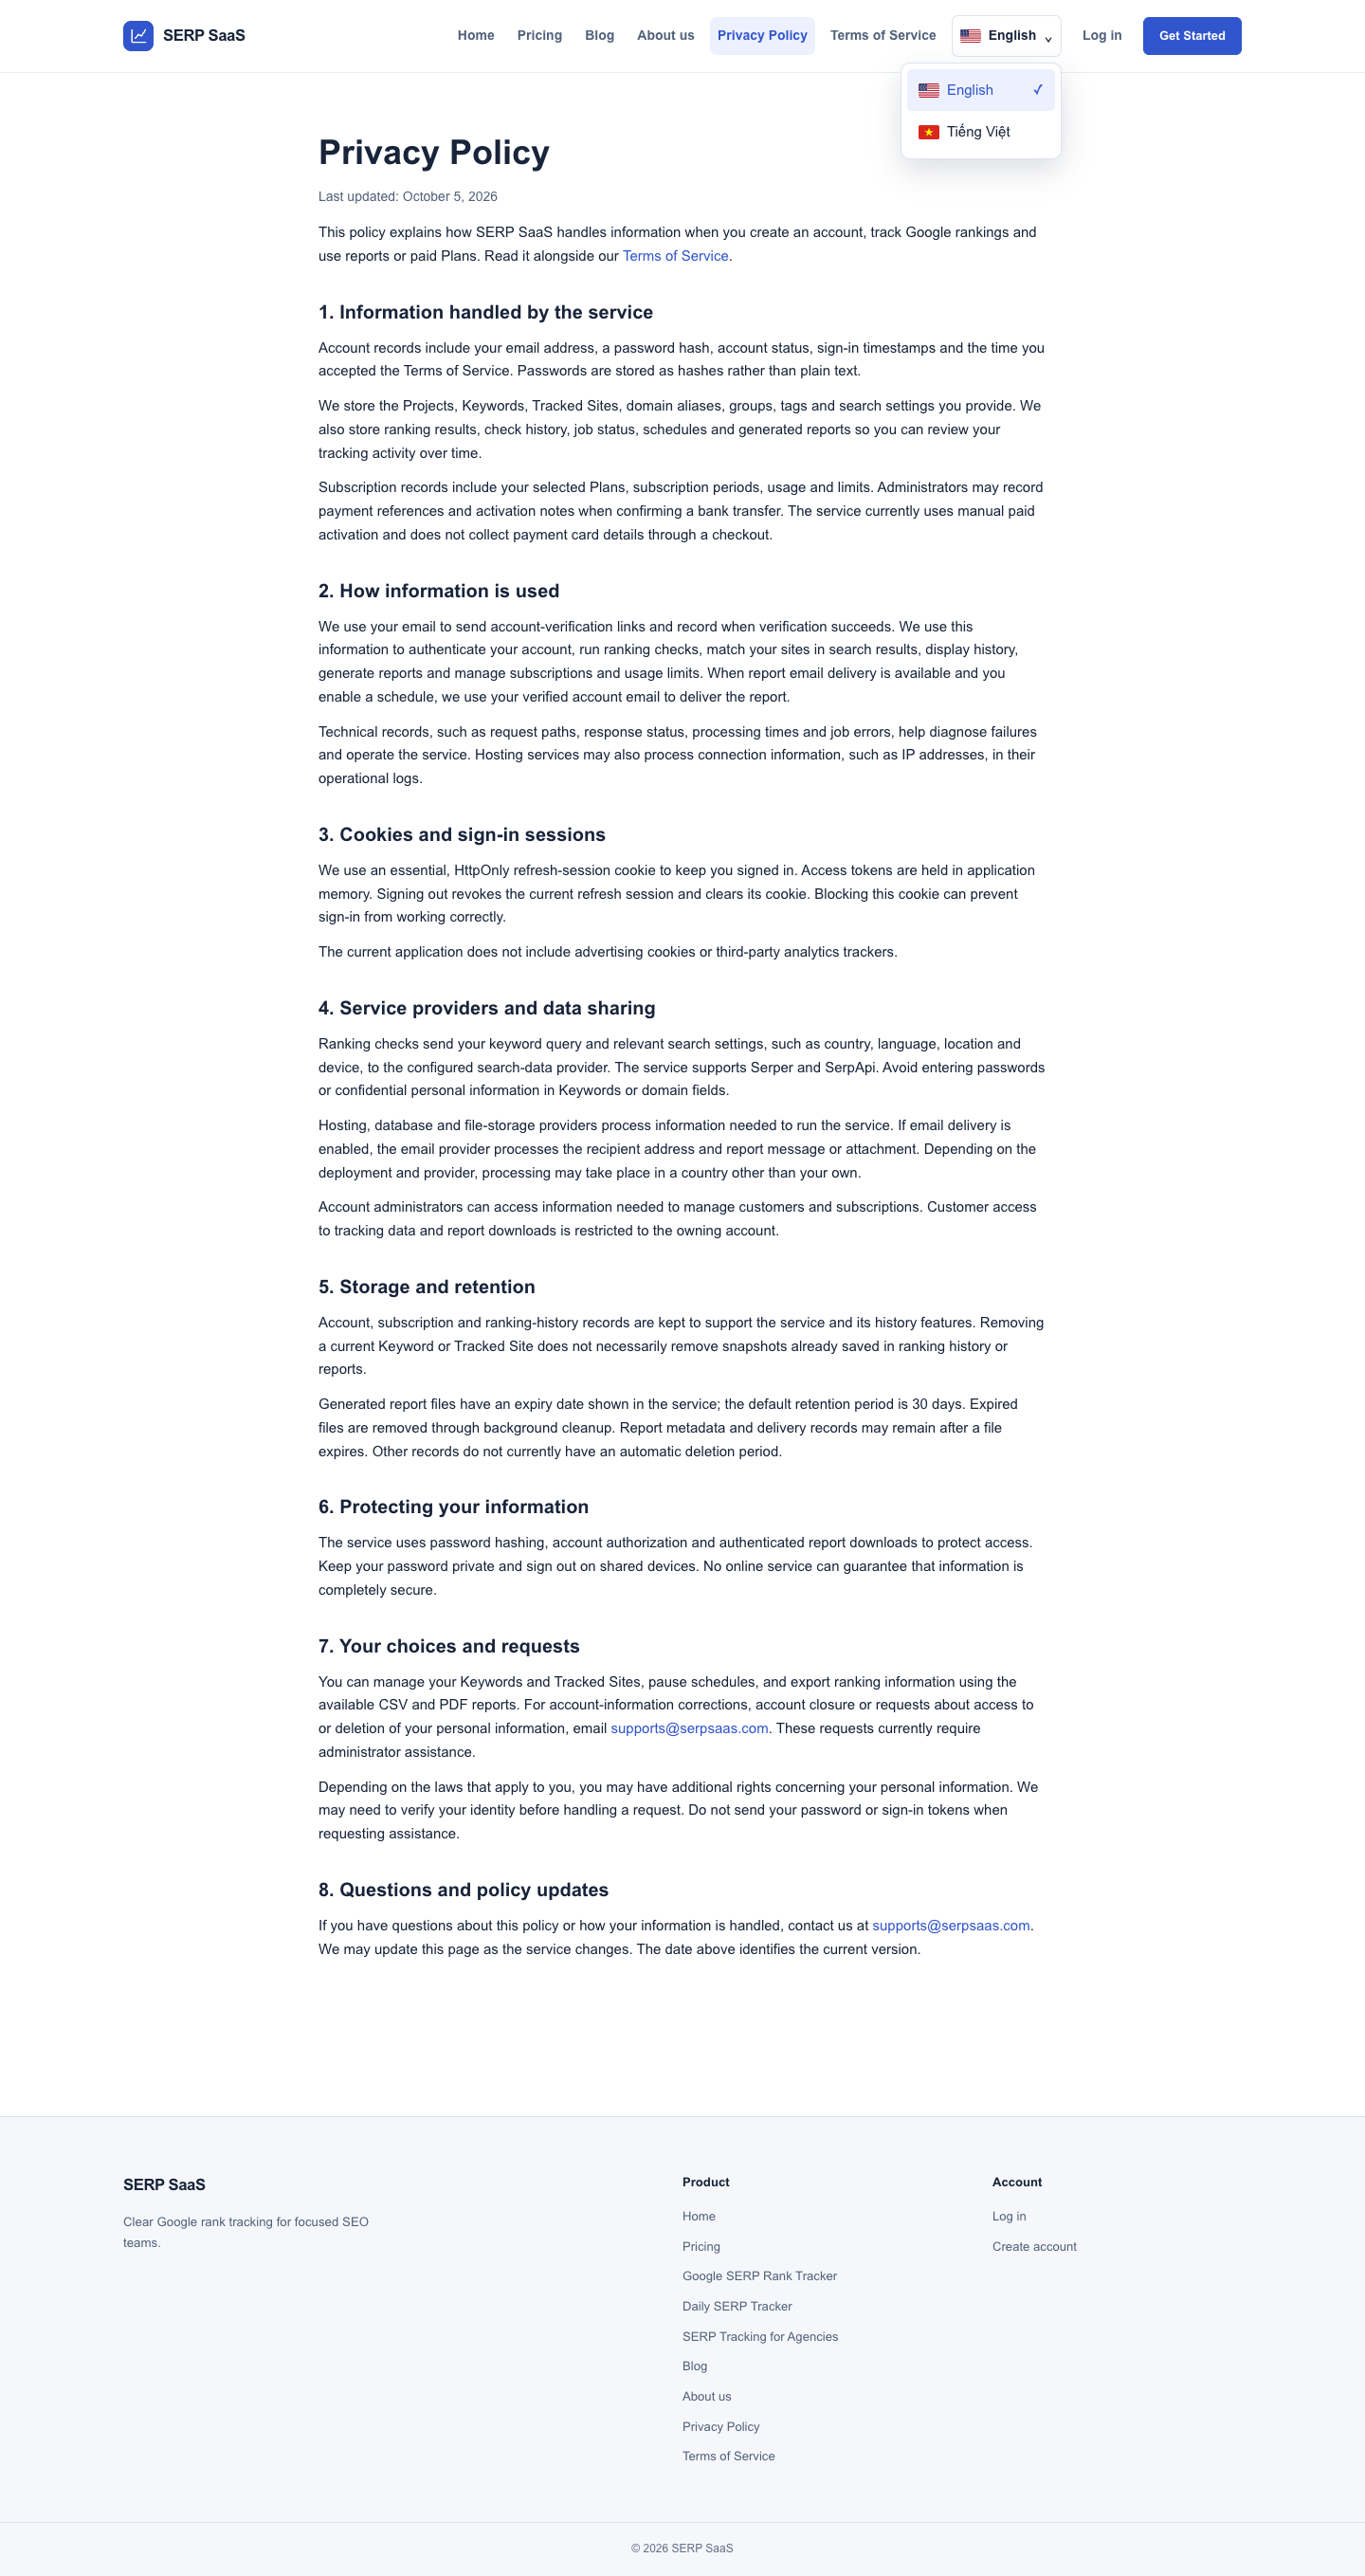 SERP SaaS
Home
Pricing
Blog
About us
Privacy Policy
Terms of Service
English
Log in
Get Started
English
Tiếng Việt
Privacy Policy
Last updated: October 5, 2026
This policy explains how SERP SaaS handles information when you create an account, track Google rankings and
use reports or paid Plans. Read it alongside our Terms of Service.
1. Information handled by the service
Account records include your email address, a password hash, account status, sign-in timestamps and the time you
accepted the Terms of Service. Passwords are stored as hashes rather than plain text.
We store the Projects, Keywords, Tracked Sites, domain aliases, groups, tags and search settings you provide. We
also store ranking results, check history, job status, schedules and generated reports so you can review your
tracking activity over time.
Subscription records include your selected Plans, subscription periods, usage and limits. Administrators may record
payment references and activation notes when confirming a bank transfer. The service currently uses manual paid
activation and does not collect payment card details through a checkout.
2. How information is used
We use your email to send account-verification links and record when verification succeeds. We use this
information to authenticate your account, run ranking checks, match your sites in search results, display history,
generate reports and manage subscriptions and usage limits. When report email delivery is available and you
enable a schedule, we use your verified account email to deliver the report.
Technical records, such as request paths, response status, processing times and job errors, help diagnose failures
and operate the service. Hosting services may also process connection information, such as IP addresses, in their
operational logs.
3. Cookies and sign-in sessions
We use an essential, HttpOnly refresh-session cookie to keep you signed in. Access tokens are held in application
memory. Signing out revokes the current refresh session and clears its cookie. Blocking this cookie can prevent
sign-in from working correctly.
The current application does not include advertising cookies or third-party analytics trackers.
4. Service providers and data sharing
Ranking checks send your keyword query and relevant search settings, such as country, language, location and
device, to the configured search-data provider. The service supports Serper and SerpApi. Avoid entering passwords
or confidential personal information in Keywords or domain fields.
Hosting, database and file-storage providers process information needed to run the service. If email delivery is
enabled, the email provider processes the recipient address and report message or attachment. Depending on the
deployment and provider, processing may take place in a country other than your own.
Account administrators can access information needed to manage customers and subscriptions. Customer access
to tracking data and report downloads is restricted to the owning account.
5. Storage and retention
Account, subscription and ranking-history records are kept to support the service and its history features. Removing
a current Keyword or Tracked Site does not necessarily remove snapshots already saved in ranking history or
reports.
Generated report files have an expiry date shown in the service; the default retention period is 30 days. Expired
files are removed through background cleanup. Report metadata and delivery records may remain after a file
expires. Other records do not currently have an automatic deletion period.
6. Protecting your information
The service uses password hashing, account authorization and authenticated report downloads to protect access.
Keep your password private and sign out on shared devices. No online service can guarantee that information is
completely secure.
7. Your choices and requests
You can manage your Keywords and Tracked Sites, pause schedules, and export ranking information using the
available CSV and PDF reports. For account-information corrections, account closure or requests about access to
or deletion of your personal information, email supports@serpsaas.com. These requests currently require
administrator assistance.
Depending on the laws that apply to you, you may have additional rights concerning your personal information. We
may need to verify your identity before handling a request. Do not send your password or sign-in tokens when
requesting assistance.
8. Questions and policy updates
If you have questions about this policy or how your information is handled, contact us at supports@serpsaas.com.
We may update this page as the service changes. The date above identifies the current version.
SERP SaaS
Clear Google rank tracking for focused SEO
teams.
Product
Home
Pricing
Google SERP Rank Tracker
Daily SERP Tracker
SERP Tracking for Agencies
Blog
About us
Privacy Policy
Terms of Service
Account
Log in
Create account
© 2026 SERP SaaS